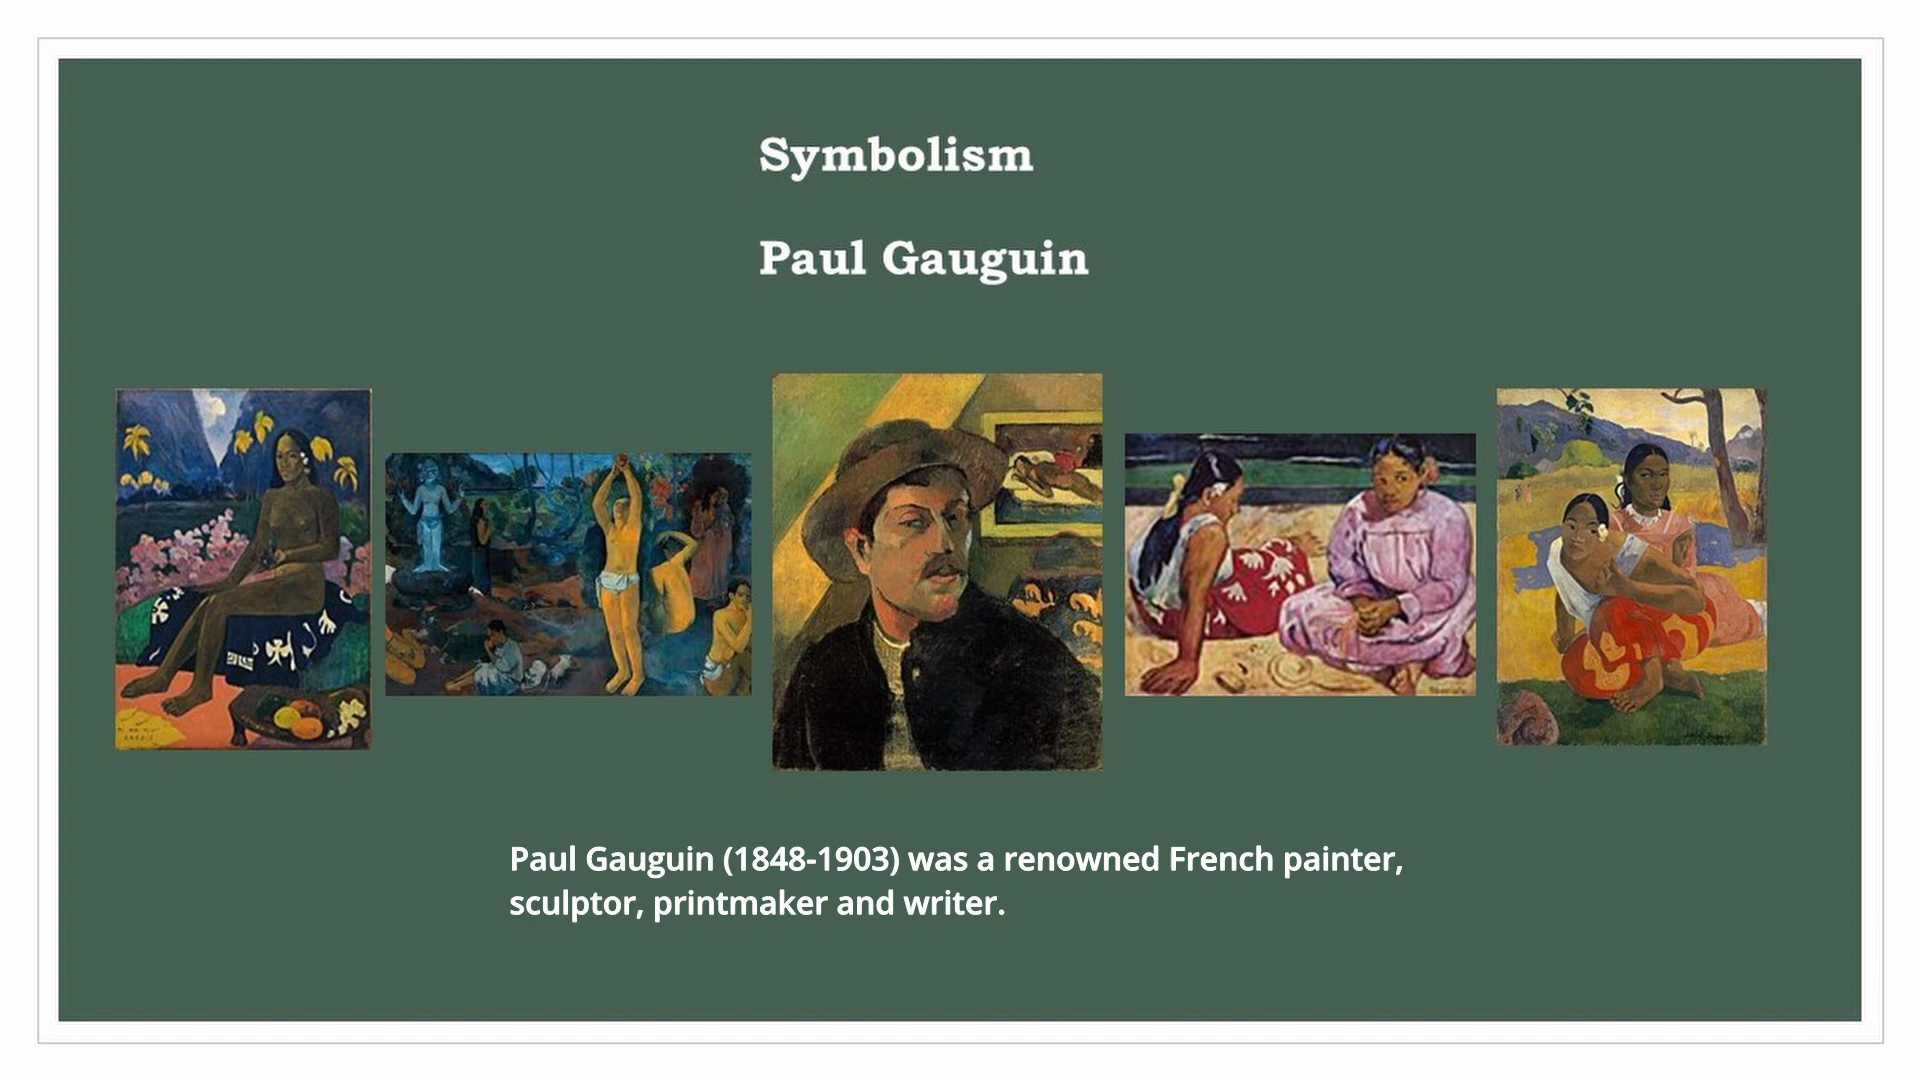 Symbolism
Paul Gauguin
Paul Gauguin (1848-1903) was a renowned French painter,
sculptor, printmaker and writer.